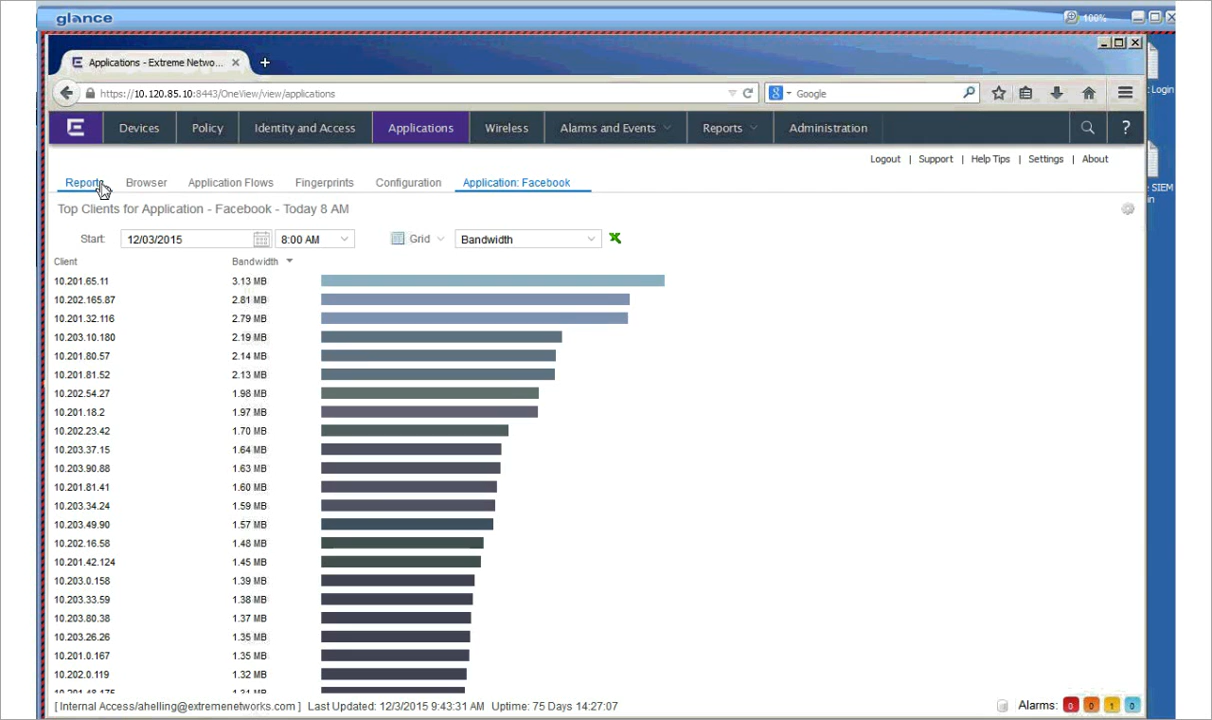 glance
100%
Applications - Extreme Netwo... × +
https://10.120.85.10:8443/OneView/view/applications
Google
Login
Devices Policy Identity and Access Applications Wireless Alarms and Events Reports Administration ?
Logout | Support | Help Tips | Settings | About
SIEM
Reports Browser Application Flows Fingerprints Configuration Application: Facebook
Top Clients for Application - Facebook - Today 8 AM
Start: 12/03/2015 8:00 AM Grid Bandwidth
Client Bandwidth
10.201.65.11 3.13 MB
10.202.165.87 2.81 MB
10.201.32.116 2.79 MB
10.203.10.180 2.19 MB
10.201.80.57 2.14 MB
10.201.81.52 2.13 MB
10.202.54.27 1.98 MB
10.201.18.2 1.97 MB
10.202.23.42 1.70 MB
10.203.37.15 1.64 MB
10.203.90.88 1.63 MB
10.201.81.41 1.60 MB
10.203.34.24 1.59 MB
10.203.49.90 1.57 MB
10.202.16.58 1.48 MB
10.201.42.124 1.45 MB
10.203.0.158 1.39 MB
10.203.33.59 1.38 MB
10.203.80.38 1.37 MB
10.203.26.26 1.35 MB
10.201.0.167 1.35 MB
10.202.0.119 1.32 MB
10.201.48.175 1.31 MB
[ Internal Access/ahelling@extremenetworks.com ] Last Updated: 12/3/2015 9:43:31 AM Uptime: 75 Days 14:27:07 Alarms: 0 0 1 0